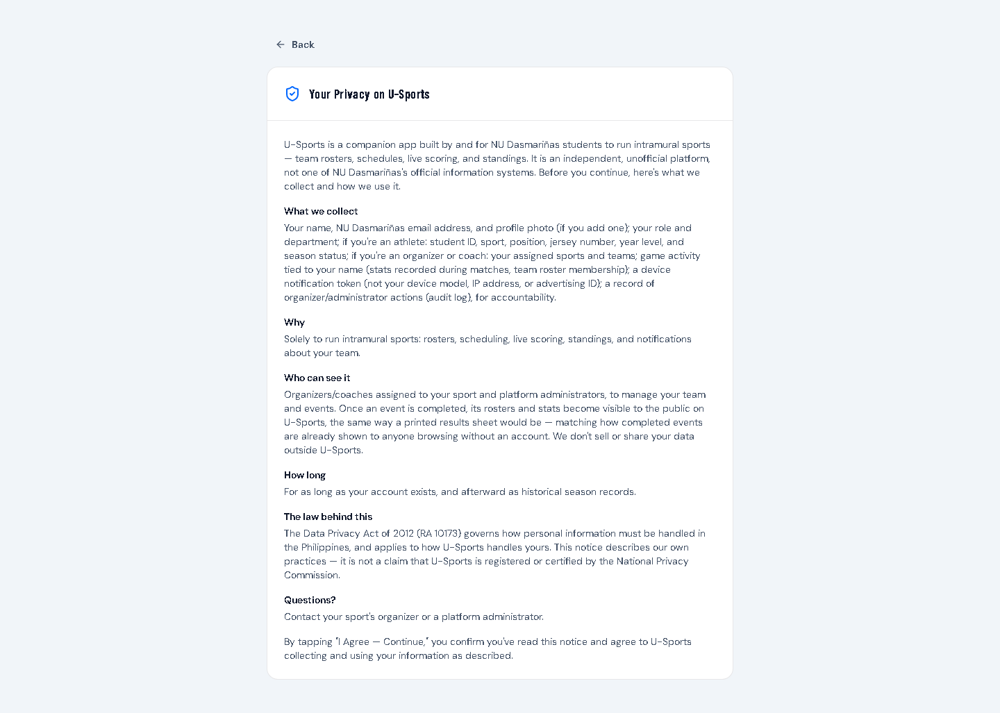 Back
Your Privacy on U-Sports
U-Sports is a companion app built by and for NU Dasmariñas students to run intramural sports
— team rosters, schedules, live scoring, and standings. It is an independent, unofficial platform,
not one of NU Dasmariñas's official information systems. Before you continue, here's what we
collect and how we use it.
What we collect
Your name, NU Dasmariñas email address, and profile photo (if you add one); your role and
department; if you're an athlete: student ID, sport, position, jersey number, year level, and
season status; if you're an organizer or coach: your assigned sports and teams; game activity
tied to your name (stats recorded during matches, team roster membership); a device
notification token (not your device model, IP address, or advertising ID); a record of
organizer/administrator actions (audit log), for accountability.
Why
Solely to run intramural sports: rosters, scheduling, live scoring, standings, and notifications
about your team.
Who can see it
Organizers/coaches assigned to your sport and platform administrators, to manage your team
and events. Once an event is completed, its rosters and stats become visible to the public on
U-Sports, the same way a printed results sheet would be — matching how completed events
are already shown to anyone browsing without an account. We don't sell or share your data
outside U-Sports.
How long
For as long as your account exists, and afterward as historical season records.
The law behind this
The Data Privacy Act of 2012 (RA 10173) governs how personal information must be handled in
the Philippines, and applies to how U-Sports handles yours. This notice describes our own
practices — it is not a claim that U-Sports is registered or certified by the National Privacy
Commission.
Questions?
Contact your sport's organizer or a platform administrator.
By tapping "I Agree — Continue," you confirm you've read this notice and agree to U-Sports
collecting and using your information as described.